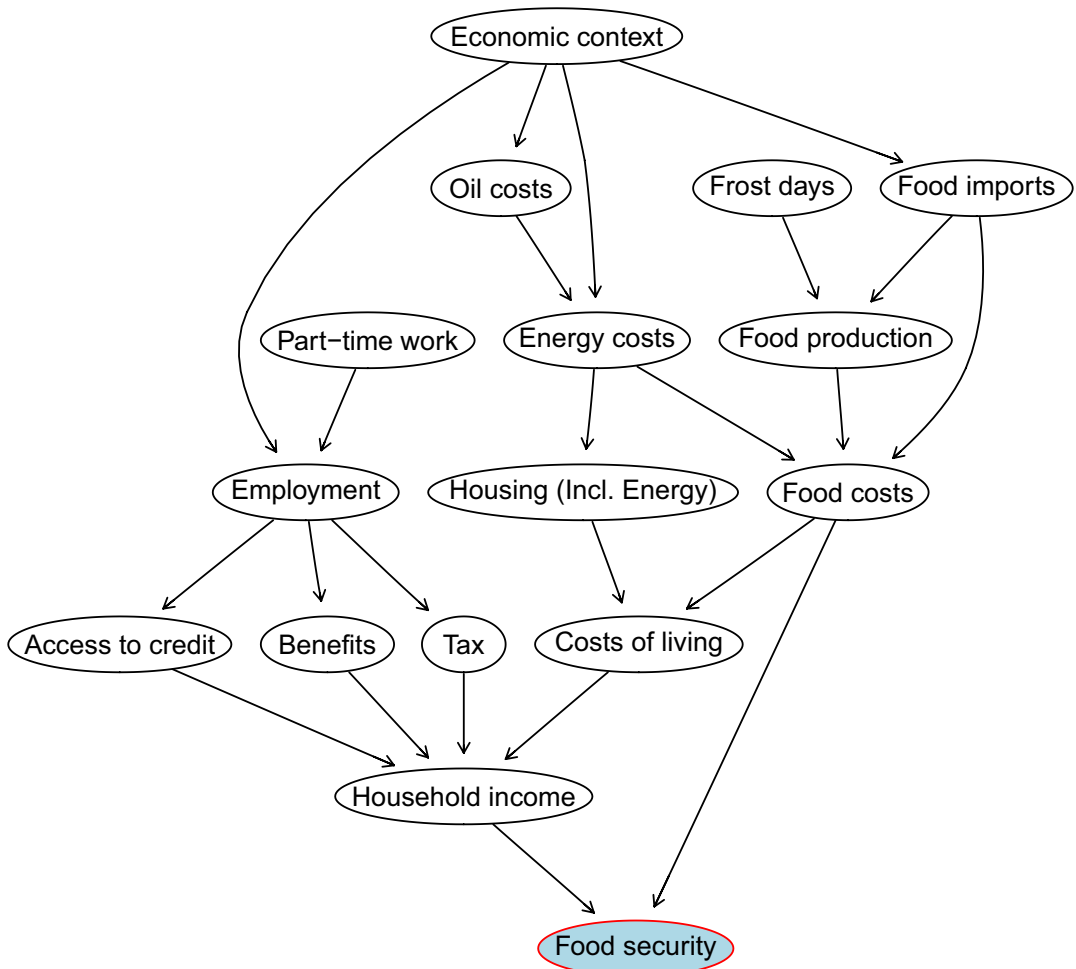 Economic context
Oil costs
Frost days
Food imports
Part−time work
Energy costs
Food production
Employment
Housing (Incl. Energy)
Food costs
Access to credit
Benefits
Tax
Costs of living
Household income
Food security